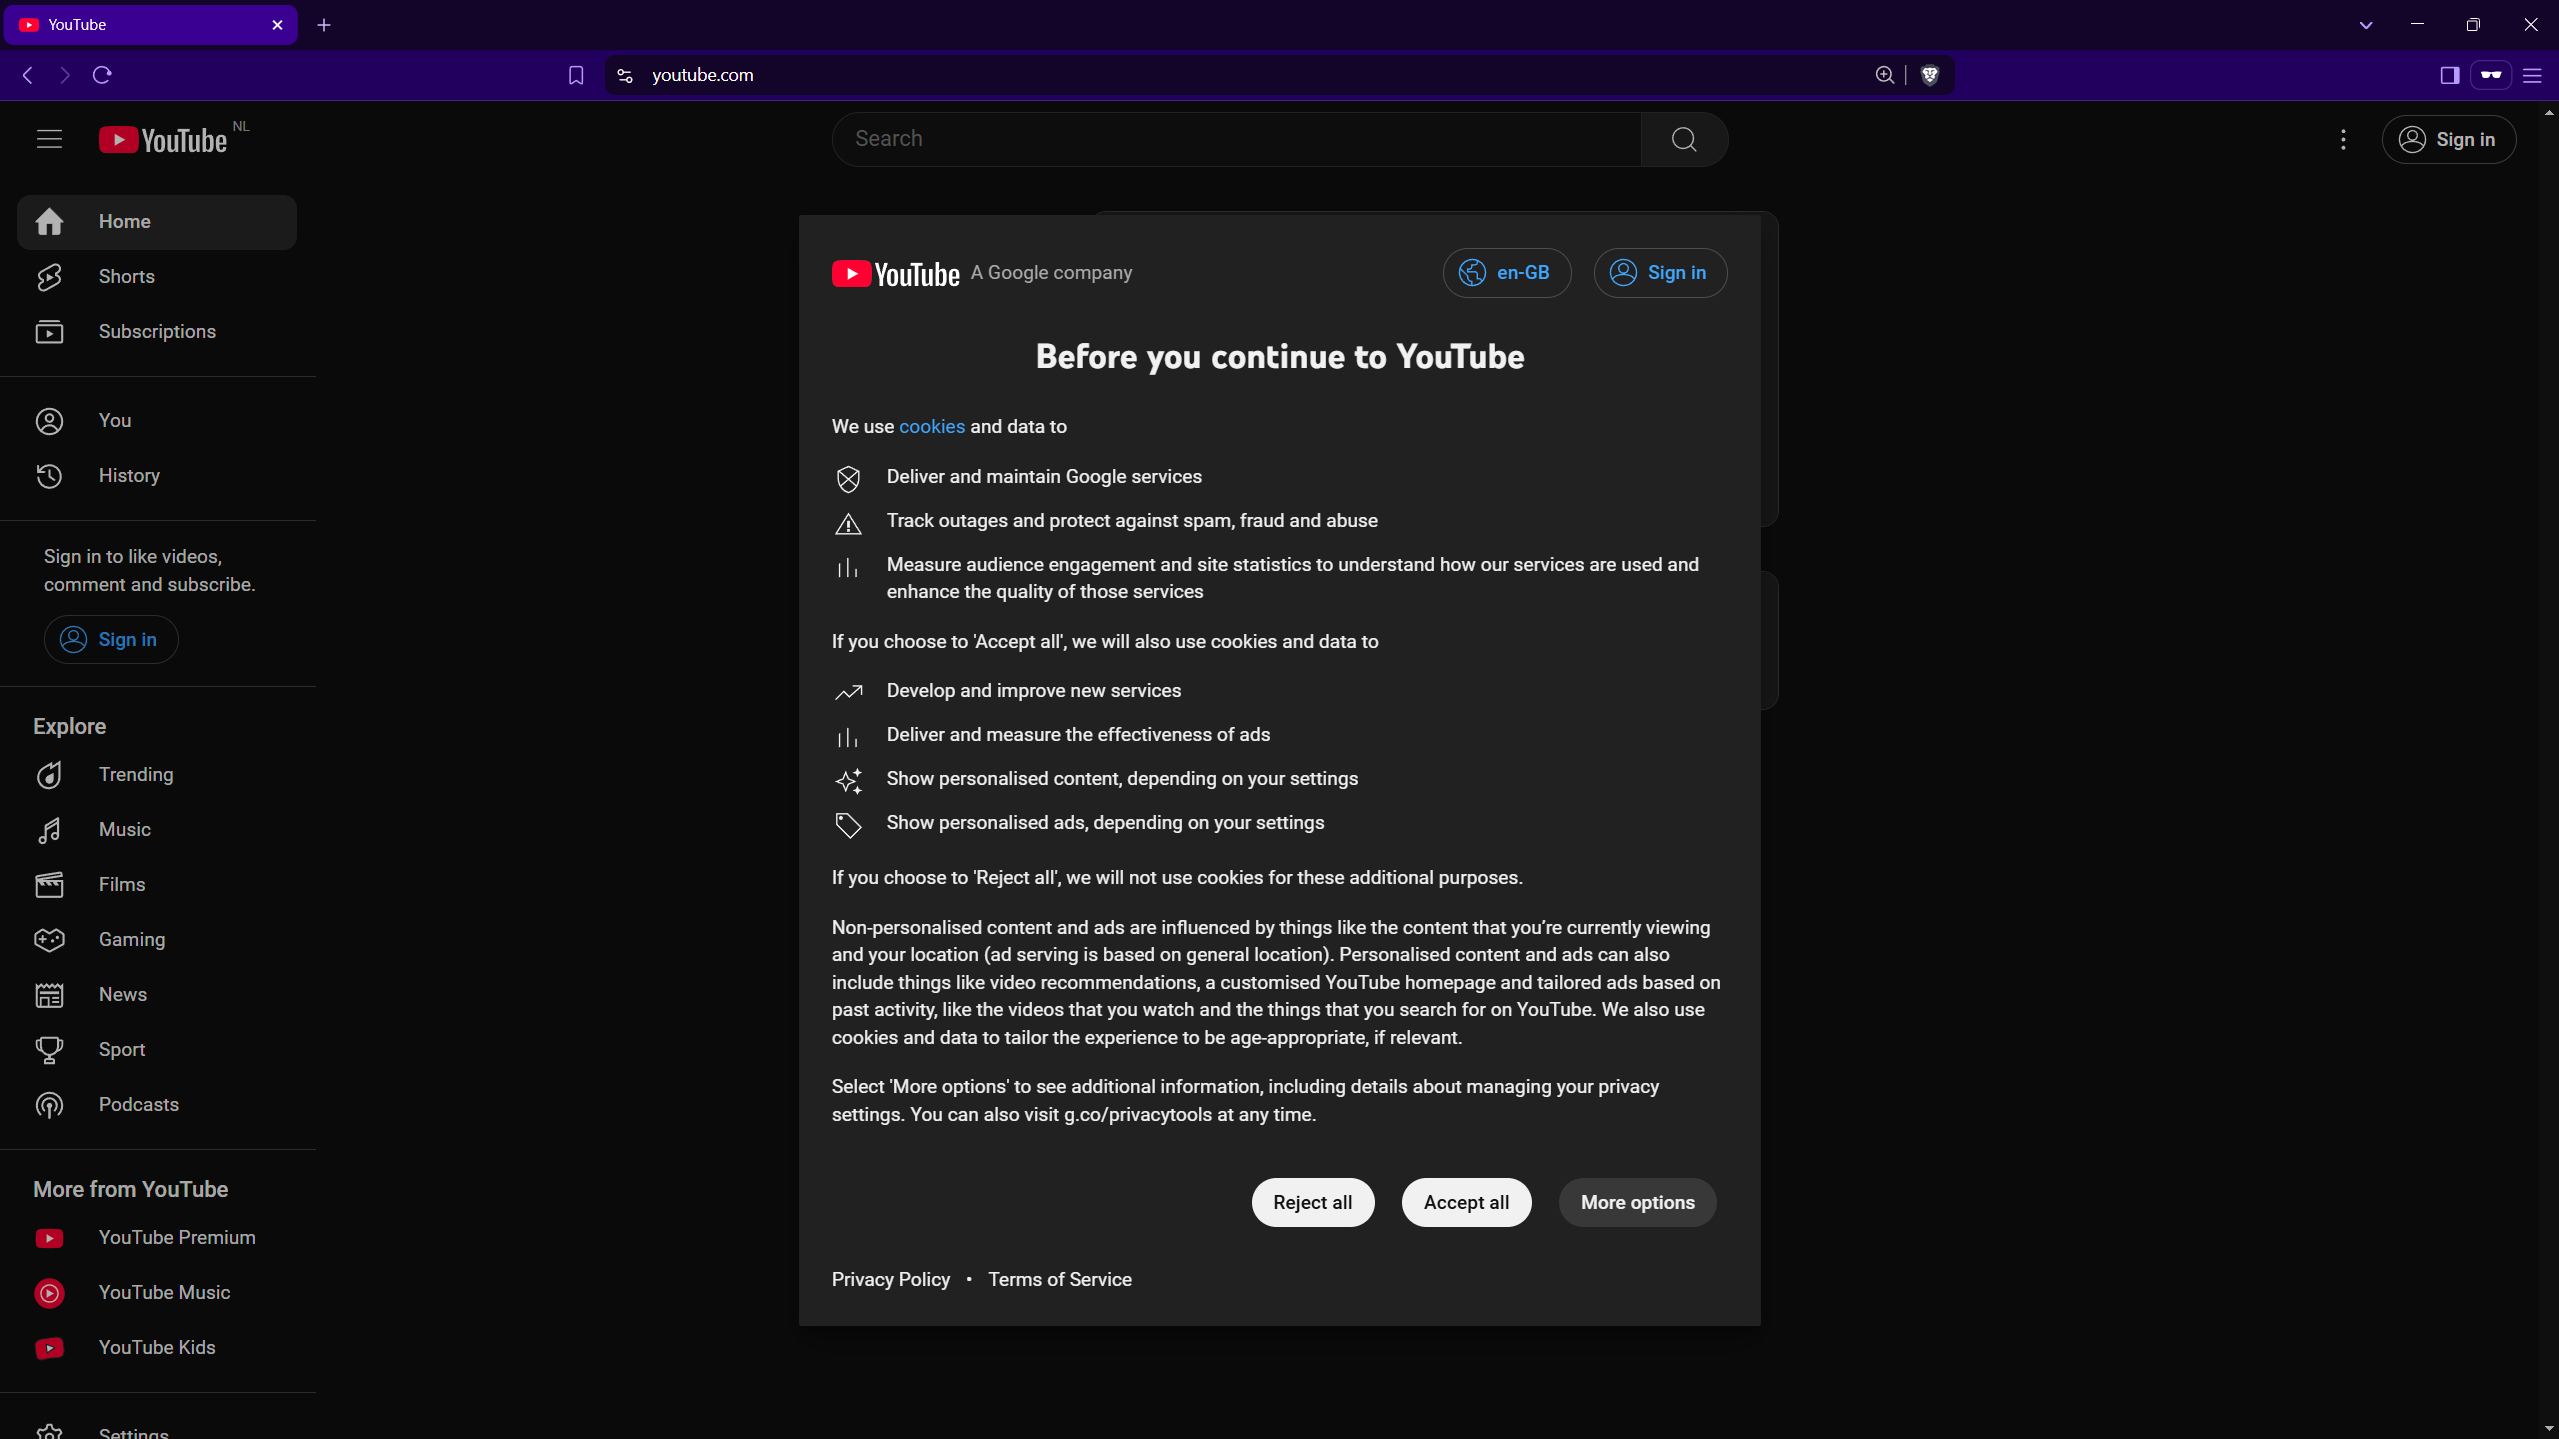 YouTube
youtube.com
YouTube NL
Search
Sign in
Home
Shorts
Subscriptions
You
History
Sign in to like videos,
comment and subscribe.
Sign in
Explore
Trending
Music
Films
Gaming
News
Sport
Podcasts
More from YouTube
YouTube Premium
YouTube Music
YouTube Kids
Settings
YouTube A Google company
en-GB
Sign in
Before you continue to YouTube
We use cookies and data to
Deliver and maintain Google services
Track outages and protect against spam, fraud and abuse
Measure audience engagement and site statistics to understand how our services are used and
enhance the quality of those services
If you choose to 'Accept all', we will also use cookies and data to
Develop and improve new services
Deliver and measure the effectiveness of ads
Show personalised content, depending on your settings
Show personalised ads, depending on your settings
If you choose to 'Reject all', we will not use cookies for these additional purposes.
Non-personalised content and ads are influenced by things like the content that you’re currently viewing
and your location (ad serving is based on general location). Personalised content and ads can also
include things like video recommendations, a customised YouTube homepage and tailored ads based on
past activity, like the videos that you watch and the things that you search for on YouTube. We also use
cookies and data to tailor the experience to be age-appropriate, if relevant.
Select 'More options' to see additional information, including details about managing your privacy
settings. You can also visit g.co/privacytools at any time.
Reject all
Accept all
More options
Privacy Policy • Terms of Service